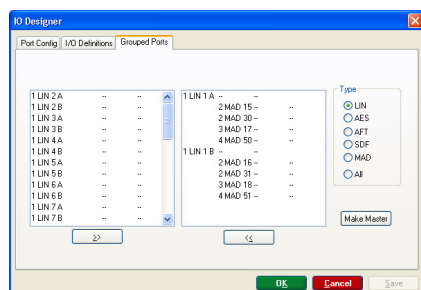 IO Designer
Port Config I/O Definitions Grouped Ports
1 LIN 2 A -- --
1 LIN 2 B -- --
1 LIN 3 A -- --
1 LIN 3 B -- --
1 LIN 4 A -- --
1 LIN 4 B -- --
1 LIN 5 A -- --
1 LIN 5 B -- --
1 LIN 6 A -- --
1 LIN 6 B -- --
1 LIN 7 A -- --
1 LIN 7 B -- --
>>
1 LIN 1 A -- --
2 MAD 15 -- --
2 MAD 30 -- --
3 MAD 17 -- --
4 MAD 50 -- --
1 LIN 1 B -- --
2 MAD 16 -- --
2 MAD 31 -- --
3 MAD 18 -- --
4 MAD 51 -- --
<<
Type
LIN
AES
AFT
SDF
MAD
All
Make Master
OK Cancel Save